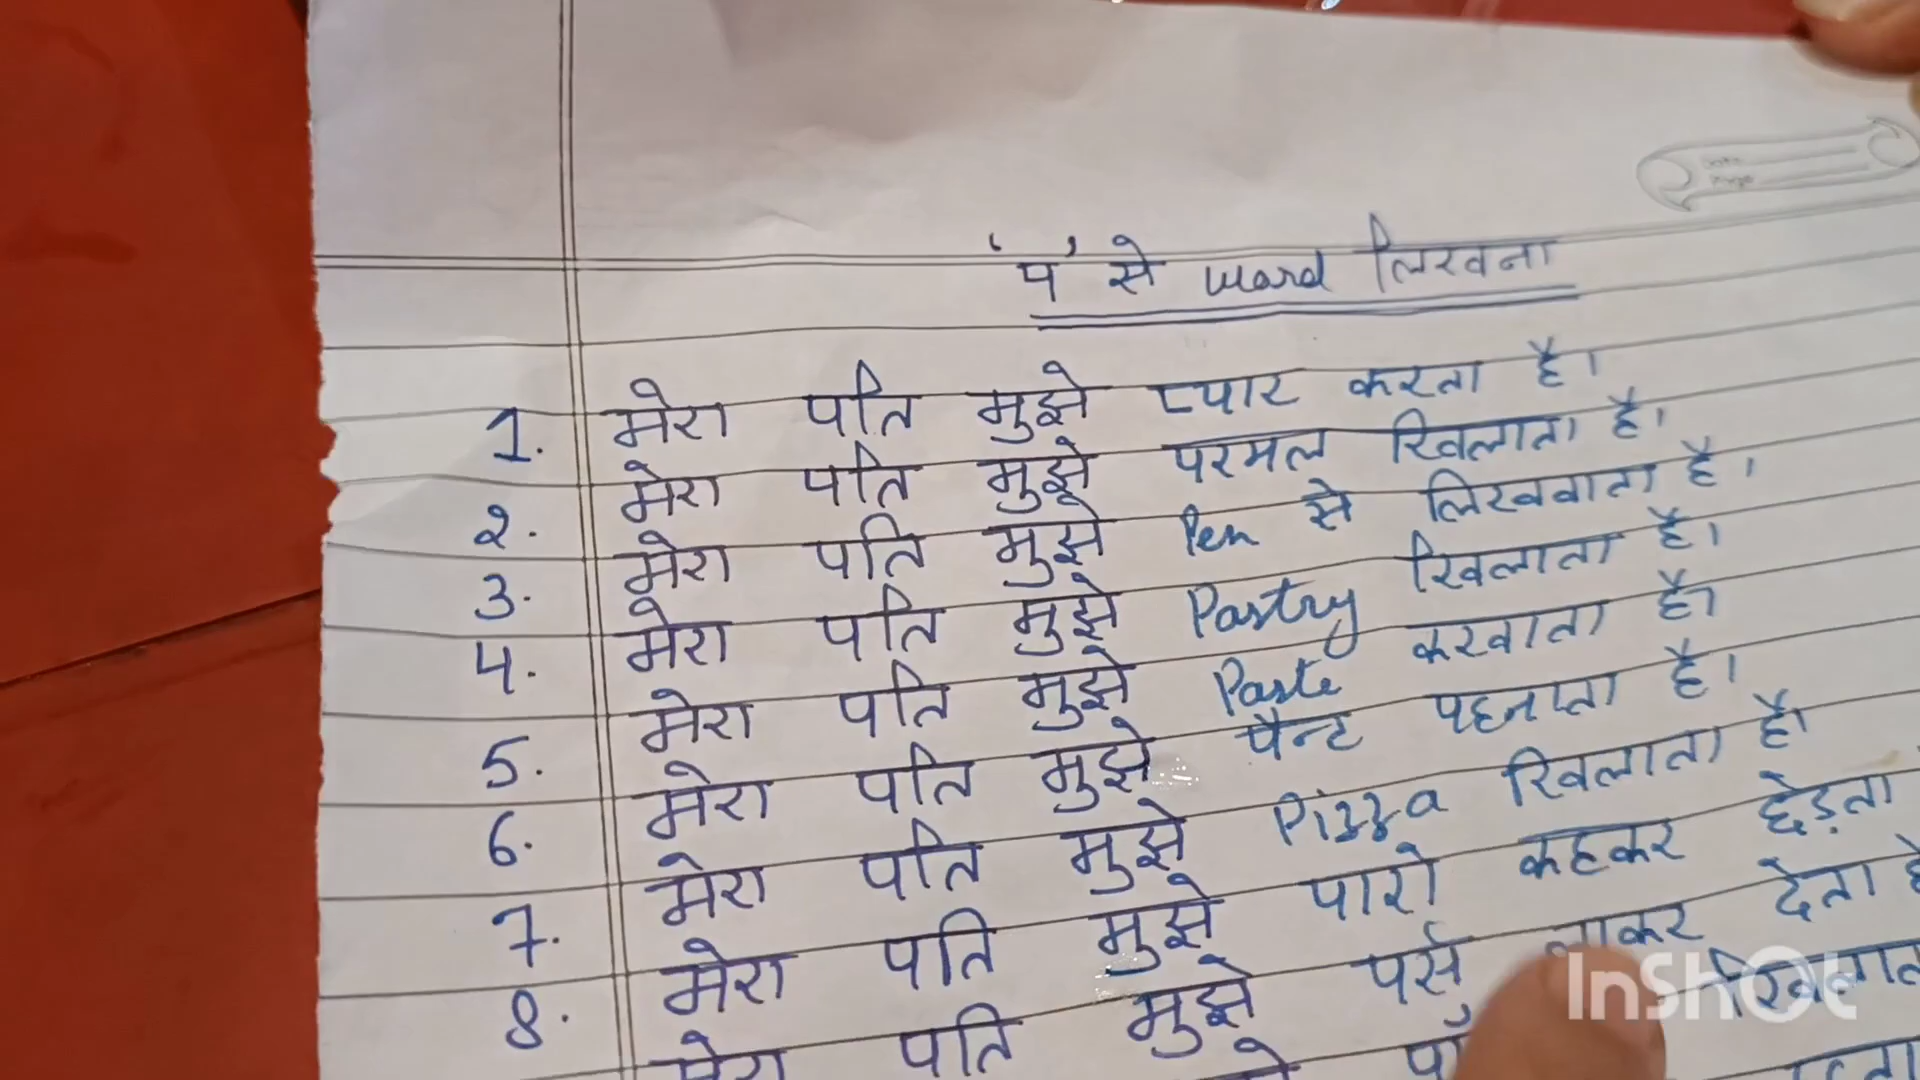 'प' से word लिखना
1. मेरा पति मुझे प्यार करता है।
2. मेरा पति मुझे परमल खिलाता है।
3. मेरा पति मुझे Pen से लिखवाता है।
4. मेरा पति मुझे Pastry खिलाता है।
5. मेरा पति मुझे Paste करवाता है।
6. मेरा पति मुझे पैन्ट पहनाता है।
7. मेरा पति मुझे Pizza खिलाता है।
8. मेरा पति मुझे पारो कहकर छेड़ता
मेरा पति मुझे पर्स लाकर देता है
मेरा पति
InShOt